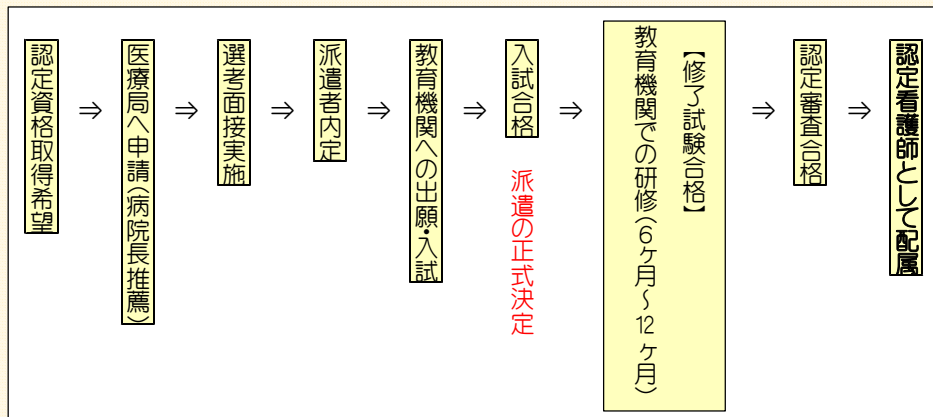 認定資格取得希望
⇒
医療局へ申請(病院長推薦)
⇒
選考面接実施
⇒
派遣者内定
⇒
教育機関への出願・入試
⇒
入試合格
派遣の正式決定
⇒
【修了試験合格】
教育機関での研修(6ヶ月～12ヶ月)
⇒
認定審査合格
⇒
認定看護師として配属